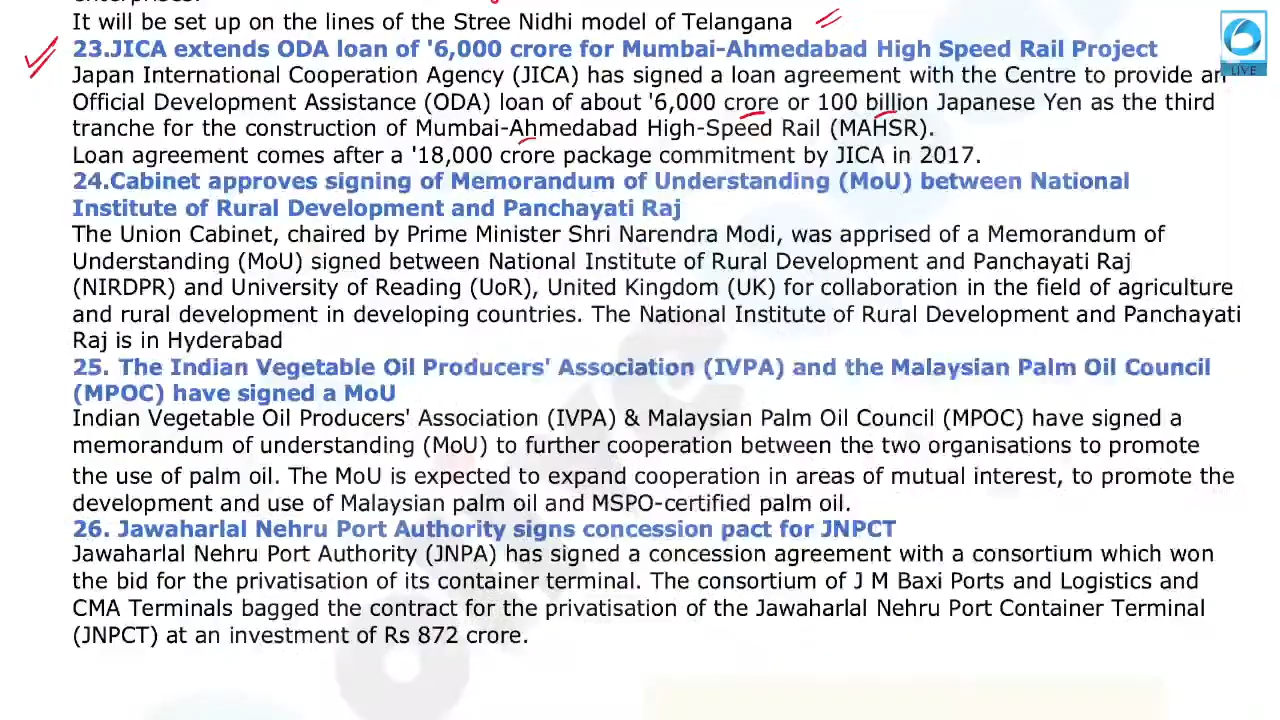 enterprises.
It will be set up on the lines of the Stree Nidhi model of Telangana
23.JICA extends ODA loan of '6,000 crore for Mumbai-Ahmedabad High Speed Rail Project
Japan International Cooperation Agency (JICA) has signed a loan agreement with the Centre to provide an
Official Development Assistance (ODA) loan of about '6,000 crore or 100 billion Japanese Yen as the third
tranche for the construction of Mumbai-Ahmedabad High-Speed Rail (MAHSR).
Loan agreement comes after a '18,000 crore package commitment by JICA in 2017.
24.Cabinet approves signing of Memorandum of Understanding (MoU) between National
Institute of Rural Development and Panchayati Raj
The Union Cabinet, chaired by Prime Minister Shri Narendra Modi, was apprised of a Memorandum of
Understanding (MoU) signed between National Institute of Rural Development and Panchayati Raj
(NIRDPR) and University of Reading (UoR), United Kingdom (UK) for collaboration in the field of agriculture
and rural development in developing countries. The National Institute of Rural Development and Panchayati
Raj is in Hyderabad
25. The Indian Vegetable Oil Producers' Association (IVPA) and the Malaysian Palm Oil Council
(MPOC) have signed a MoU
Indian Vegetable Oil Producers' Association (IVPA) & Malaysian Palm Oil Council (MPOC) have signed a
memorandum of understanding (MoU) to further cooperation between the two organisations to promote
the use of palm oil. The MoU is expected to expand cooperation in areas of mutual interest, to promote the
development and use of Malaysian palm oil and MSPO-certified palm oil.
26. Jawaharlal Nehru Port Authority signs concession pact for JNPCT
Jawaharlal Nehru Port Authority (JNPA) has signed a concession agreement with a consortium which won
the bid for the privatisation of its container terminal. The consortium of J M Baxi Ports and Logistics and
CMA Terminals bagged the contract for the privatisation of the Jawaharlal Nehru Port Container Terminal
(JNPCT) at an investment of Rs 872 crore.
LIVE